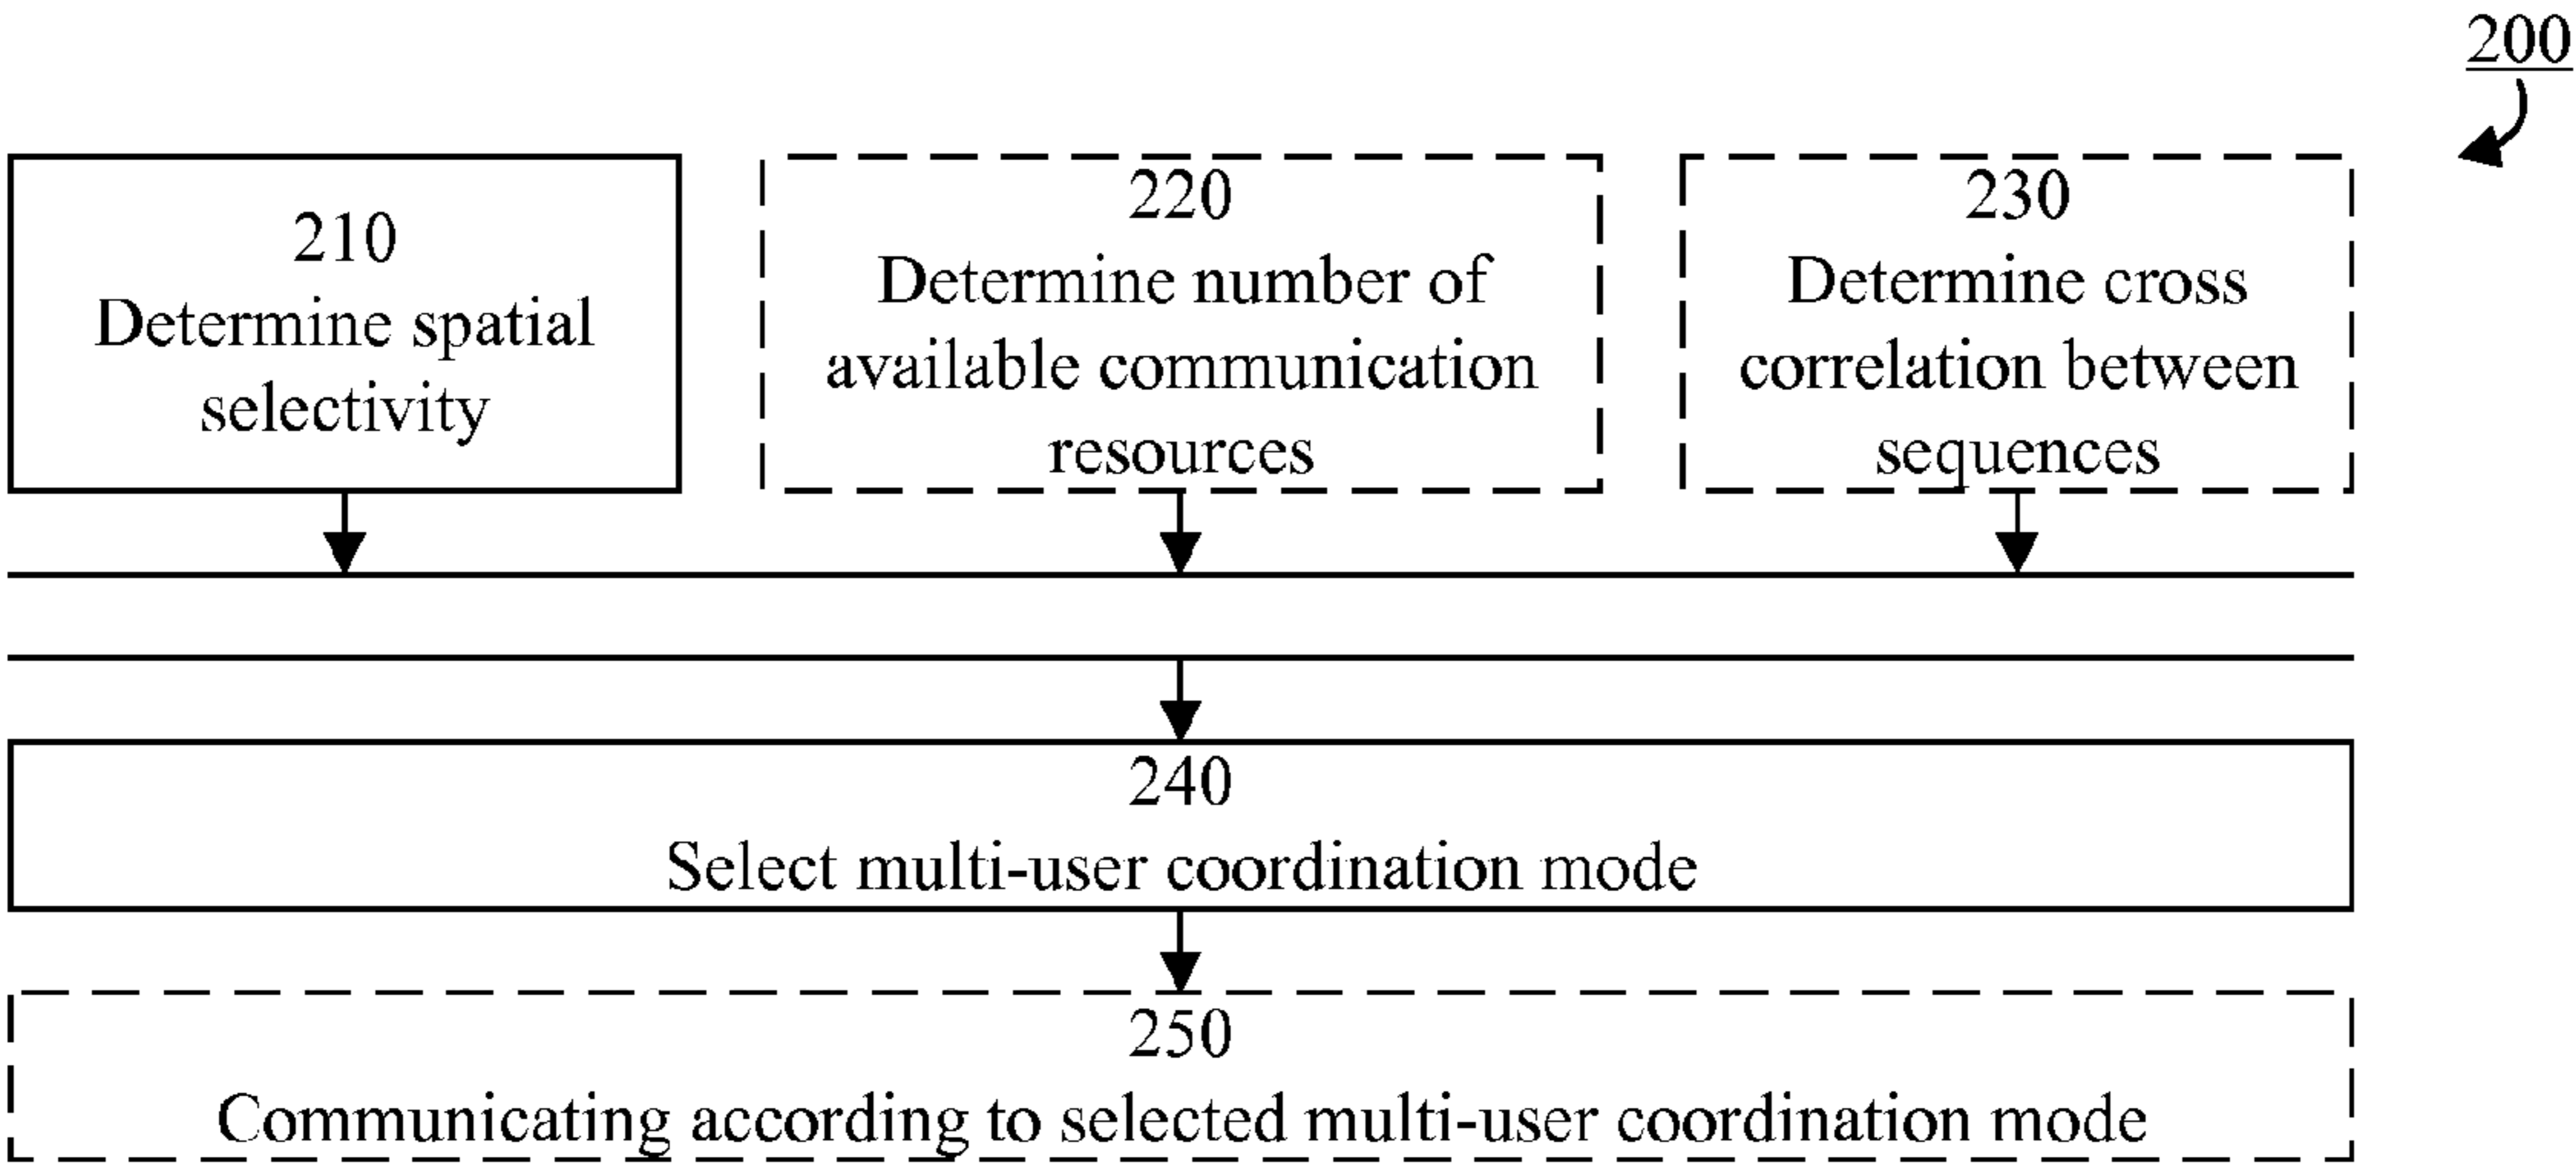 200
210
Determine spatial
selectivity
220
Determine number of
available communication
resources
230
Determine cross
correlation between
sequences
240
Select multi-user coordination mode
250
Communicating according to selected multi-user coordination mode